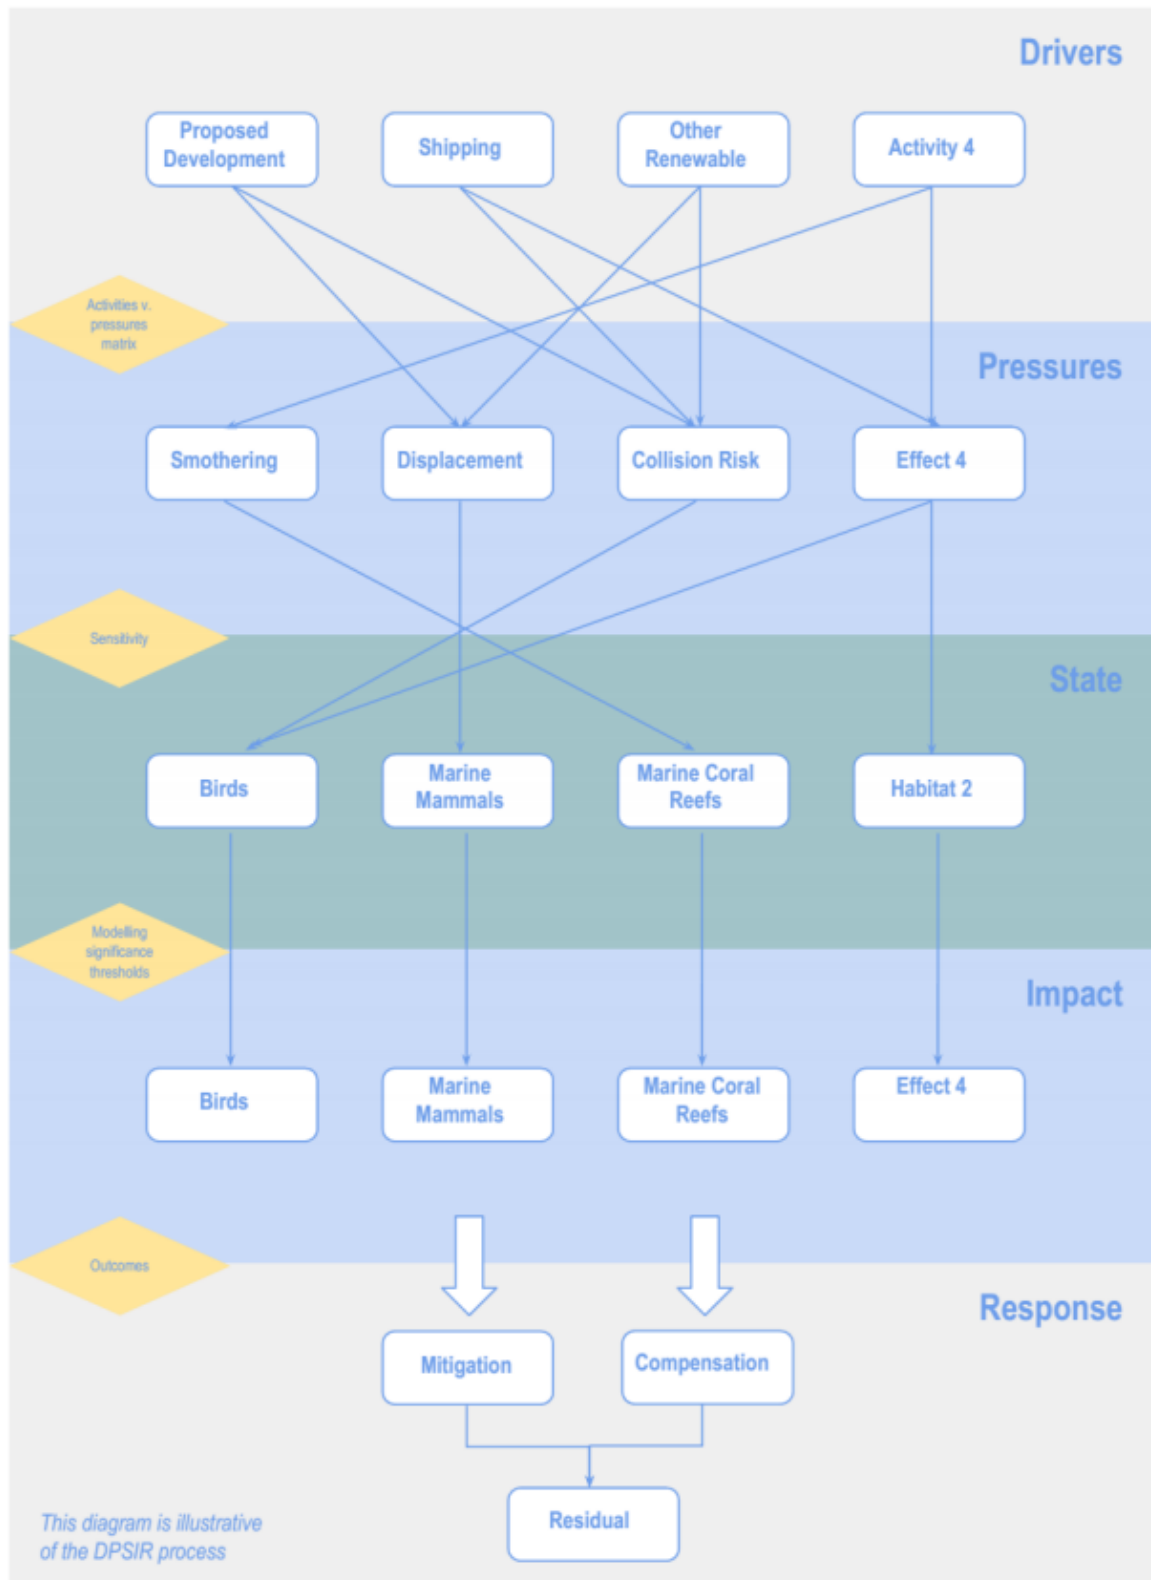 Drivers
Proposed
Development
Shipping
Other
Renewable
Activity 4
Activities v.
pressures
matrix
Pressures
Smothering
Displacement
Collision Risk
Effect 4
Sensitivity
State
Birds
Marine
Mammals
Marine Coral
Reefs
Habitat 2
Modelling
significance
thresholds
Impact
Birds
Marine
Mammals
Marine Coral
Reefs
Effect 4
Outcomes
Response
Mitigation
Compensation
Residual
This diagram is illustrative
of the DPSIR process